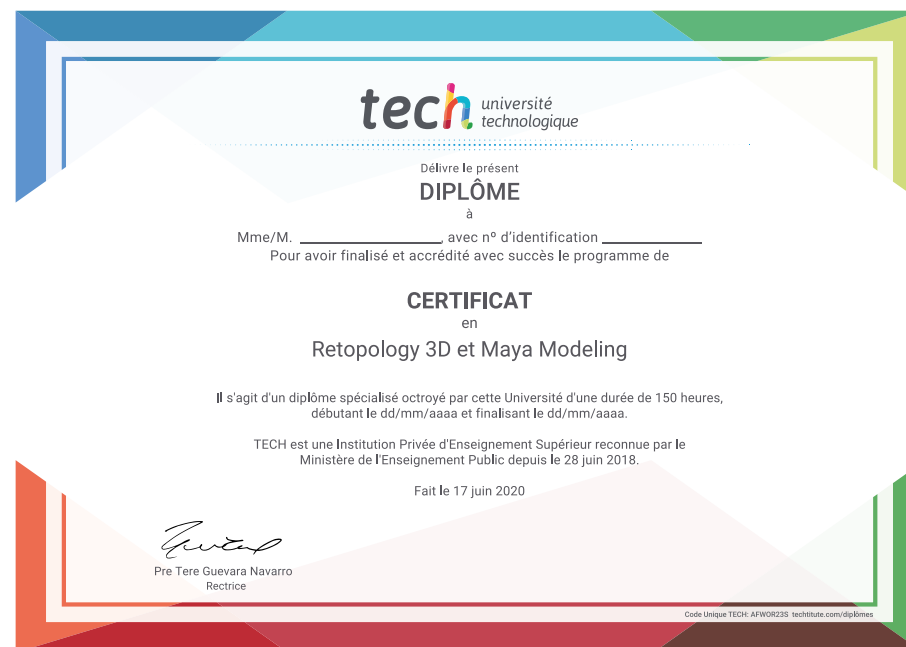 tech université
technologique
Délivre le présent
DIPLÔME
à
Mme/M. ____________________, avec nº d'identification ______________
Pour avoir finalisé et accrédité avec succès le programme de
CERTIFICAT
en
Retopology 3D et Maya Modeling
Il s'agit d'un diplôme spécialisé octroyé par cette Université d'une durée de 150 heures,
débutant le dd/mm/aaaa et finalisant le dd/mm/aaaa.
TECH est une Institution Privée d'Enseignement Supérieur reconnue par le
Ministère de l'Enseignement Public depuis le 28 juin 2018.
Fait le 17 juin 2020
Pre Tere Guevara Navarro
Rectrice
Code Unique TECH: AFWOR23S techtitute.com/diplômes